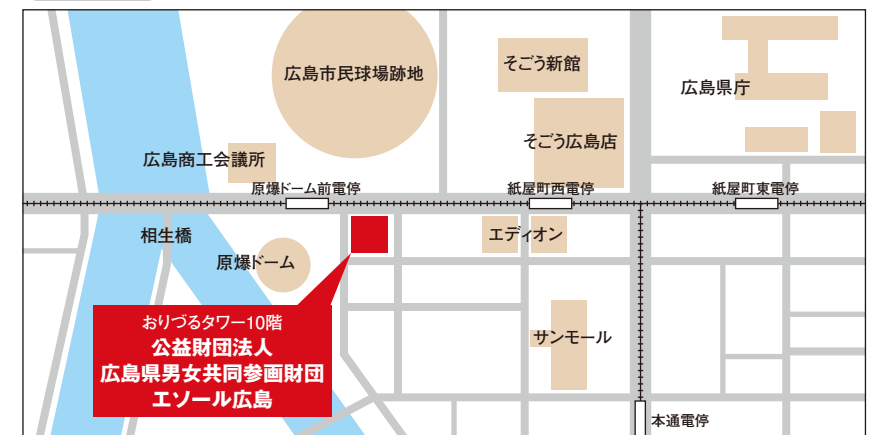 広島市民球場跡地
そごう新館
広島県庁
そごう広島店
広島商工会議所
原爆ドーム前電停
紙屋町西電停
紙屋町東電停
相生橋
エディオン
原爆ドーム
おりづるタワー10階
公益財団法人
広島県男女共同参画財団
エソール広島
サンモール
本通電停